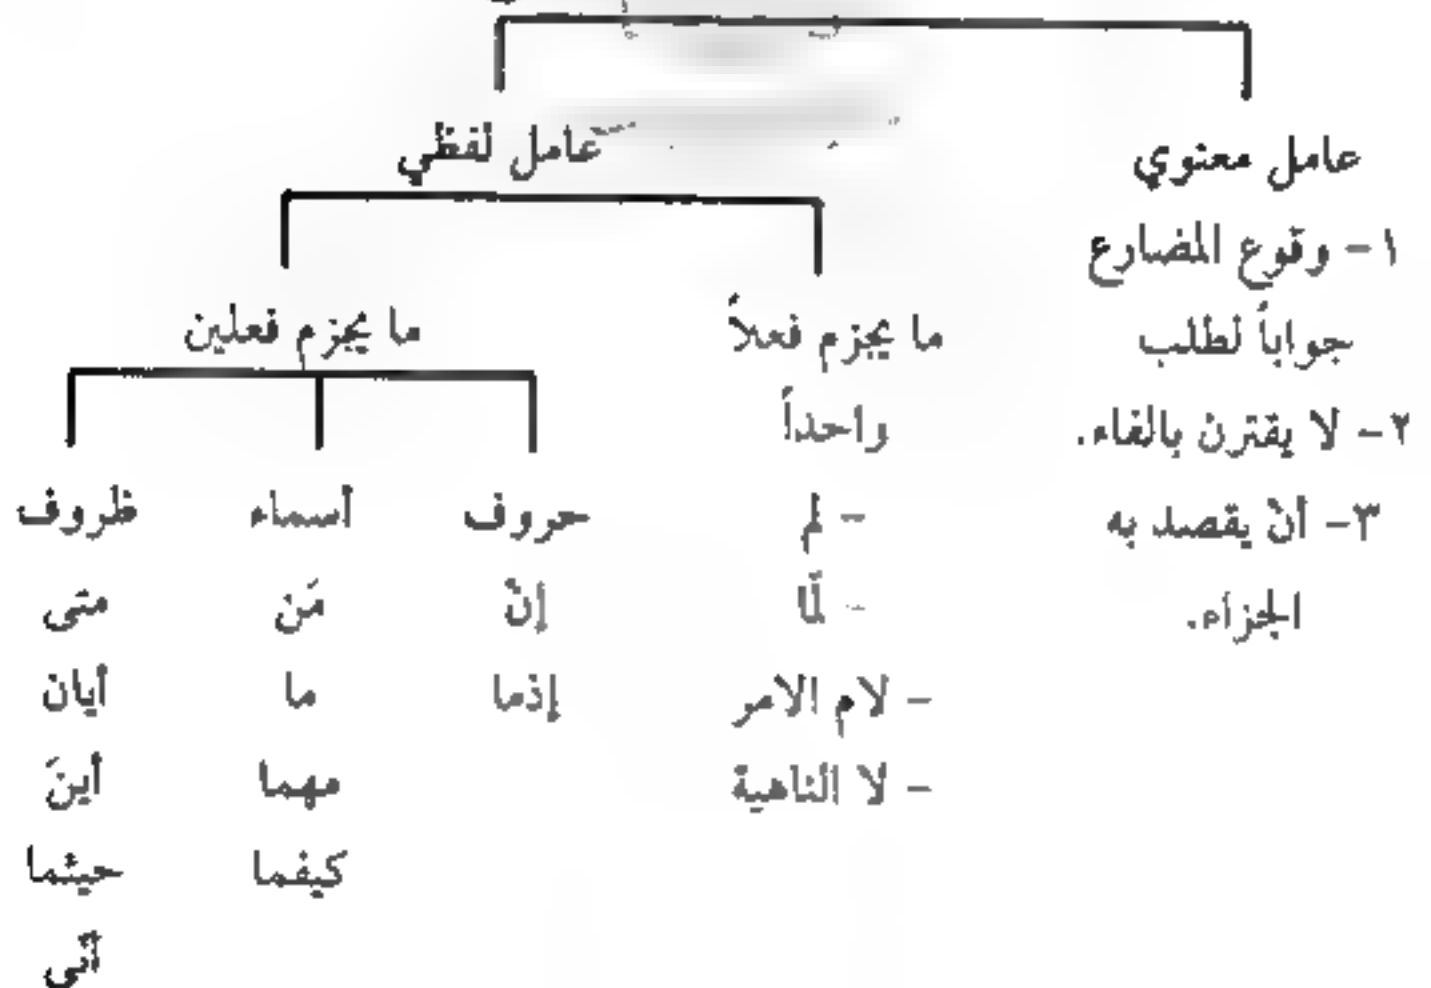 عامل معنوي
١- وقوع المضارع
جواباً لطلب
٢- لا يقترن بالفاء.
٣- أنْ يقصد به
الجزاء.
عامل لفظي
ما يجزم فعلاً
واحداً
- لم
- لمّا
- لام الامر
- لا الناهية
ما يجزم فعلين
حروف
إنْ
إذما
أسماء
مَن
ما
مهما
كيفما
ظروف
متى
أيان
أينَ
حيثما
أنّى